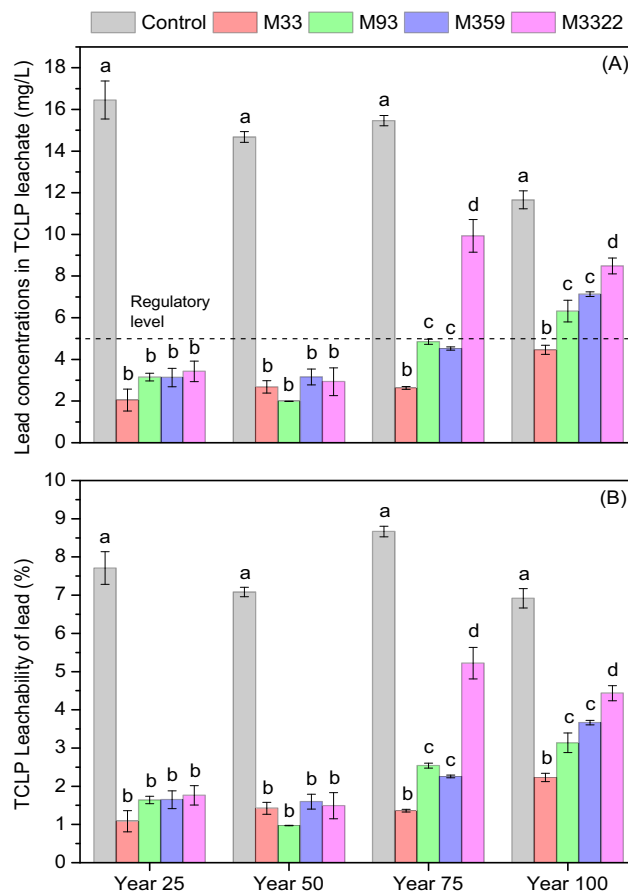 Control M33 M93 M359 M3322
(A)
Lead concentrations in TCLP leachate (mg/L)
18
16
14
12
10
8
6
4
2
0
Regulatory
level
a b b b b
a b b b b
a b c c d
a b c c d
(B)
TCLP Leachability of lead (%)
10
9
8
7
6
5
4
3
2
1
0
a b b b b
a b b b b
a b c c d
a b c c d
Year 25 Year 50 Year 75 Year 100